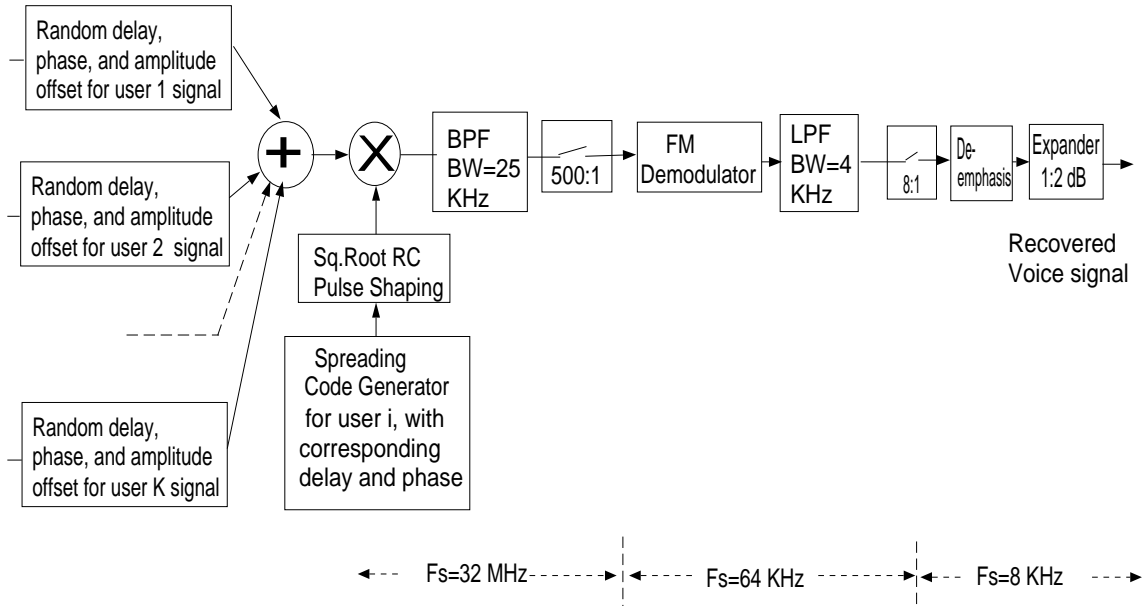 Random delay,
phase, and amplitude
offset for user 1 signal
Random delay,
phase, and amplitude
offset for user 2 signal
Random delay,
phase, and amplitude
offset for user K signal
+
X
Sq.Root RC
Pulse Shaping
Spreading
Code Generator
for user i, with
corresponding
delay and phase
BPF
BW=25
KHz
500:1
FM
Demodulator
LPF
BW=4
KHz
8:1
De-
emphasis
Expander
1:2 dB
Recovered
Voice signal
Fs=32 MHz
Fs=64 KHz
Fs=8 KHz